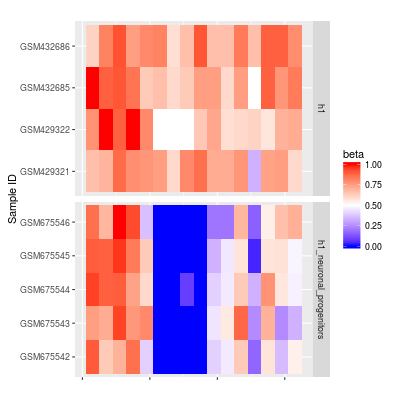 GSM432686
GSM432685
GSM429322
GSM429321
h1
GSM675546
GSM675545
GSM675544
GSM675543
GSM675542
h1_neuronal_progenitors
Sample ID
beta
1.00
0.75
0.50
0.25
0.00